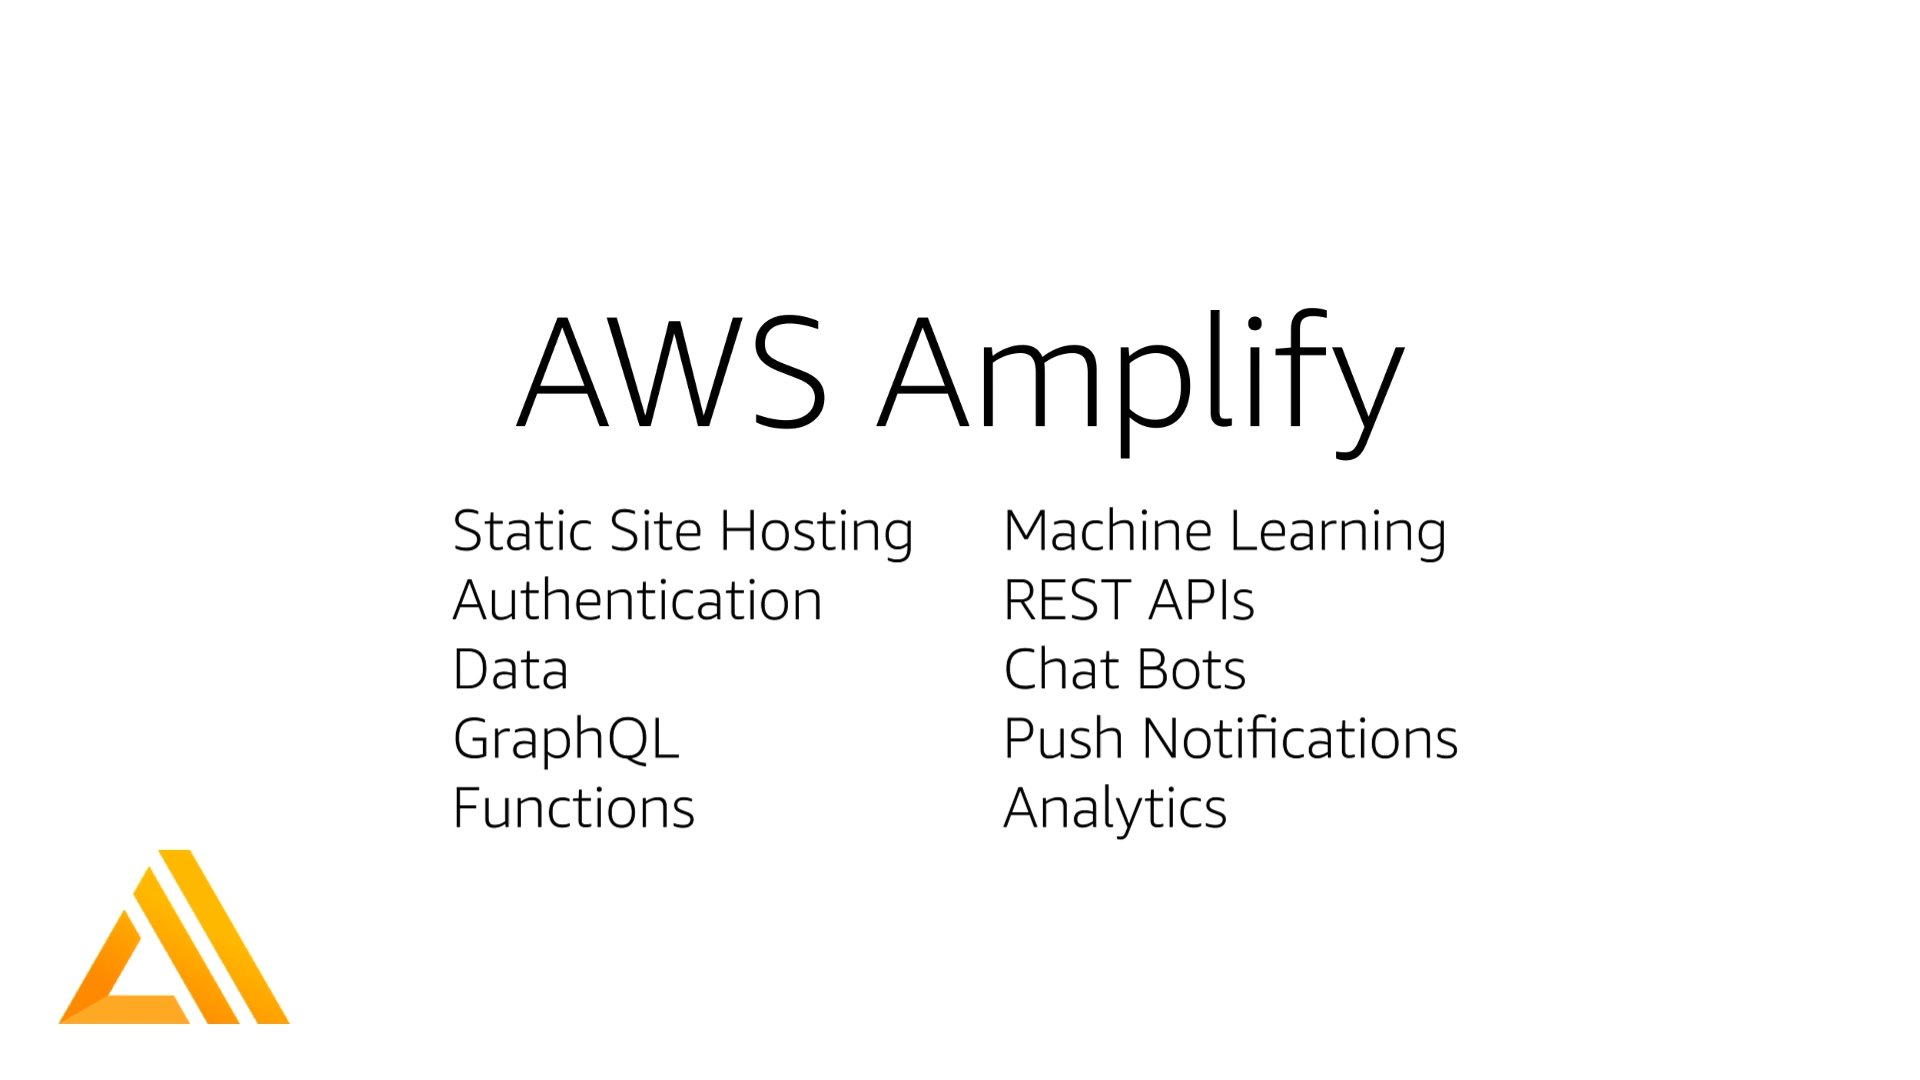 AWS Amplify
Static Site Hosting
Authentication
Data
GraphQL
Functions
Machine Learning
REST APIs
Chat Bots
Push Notifications
Analytics